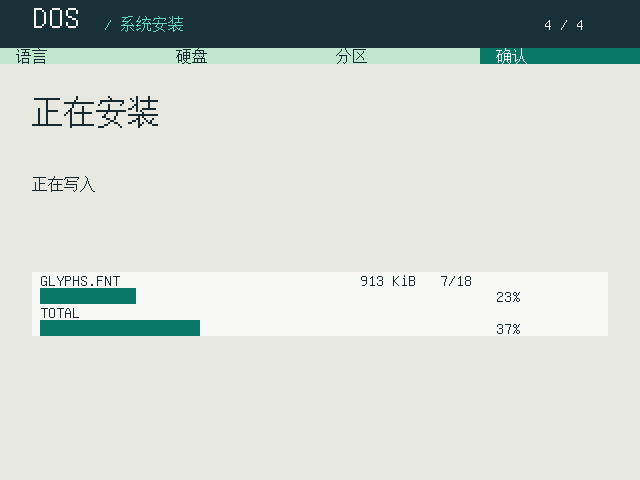 DOS / 系统安装 4 / 4
语言 硬盘 分区 确认
正在安装
正在写入
GLYPHS.FNT 913 KiB 7/18
23%
TOTAL
37%